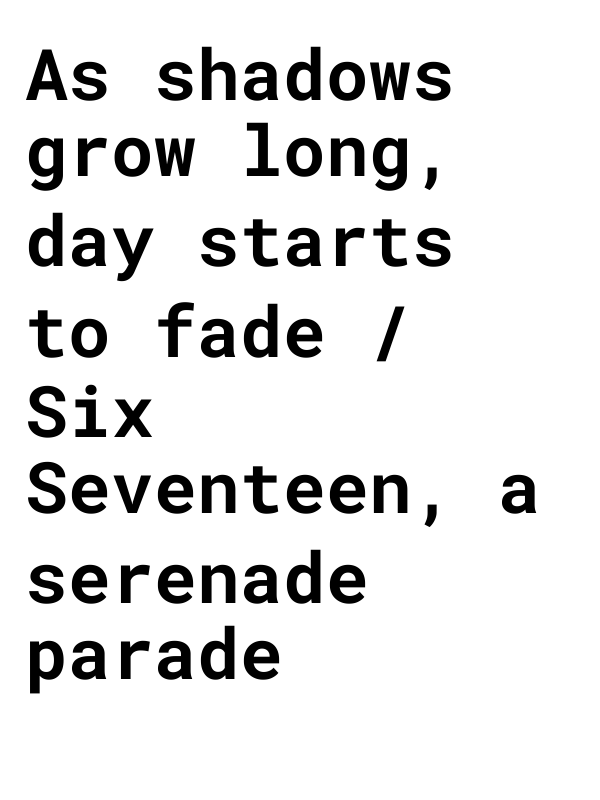 As shadows
grow long,
day starts
to fade /
Six
Seventeen, a
serenade
parade